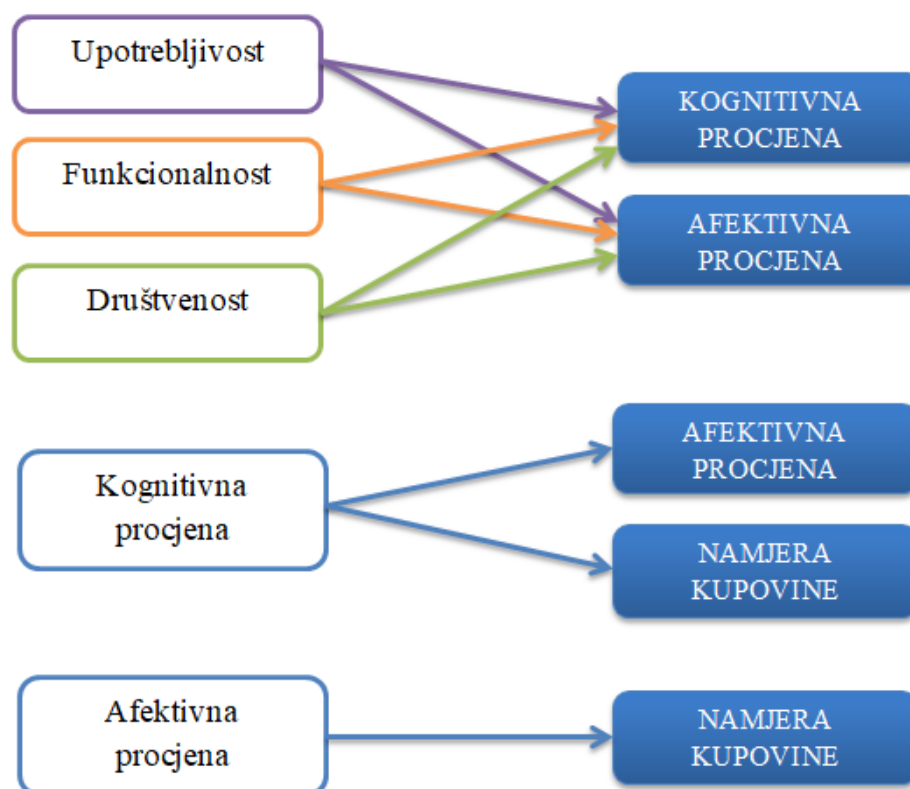 Upotrebljivost
KOGNITIVNA
PROCJENA
Funkcionalnost
AFEKTIVNA
PROCJENA
Društvenost
Kognitivna
procjena
AFEKTIVNA
PROCJENA
NAMJERA
KUPOVINE
Afektivna
procjena
NAMJERA
KUPOVINE